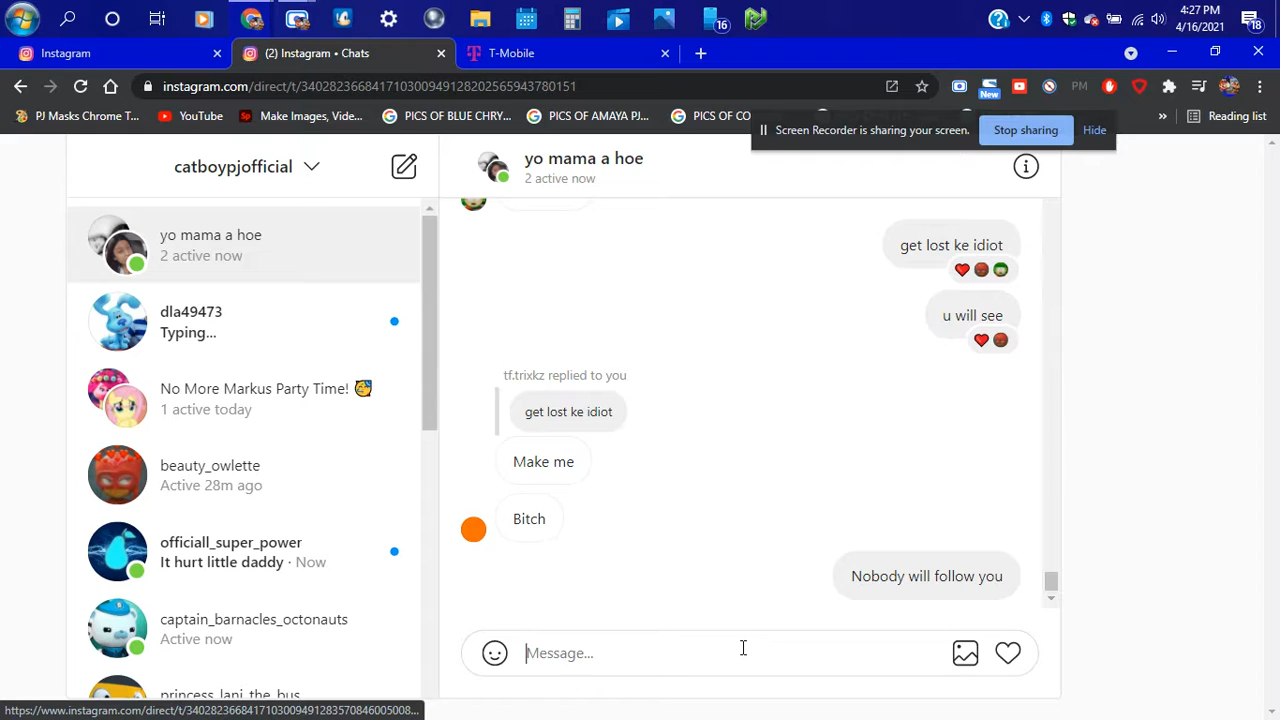 16
4:27 PM
4/16/2021
18
Instagram
(2) Instagram • Chats
T-Mobile
instagram.com/direct/t/340282366841710300949128202565943780151
New
PM
PJ Masks Chrome T...
YouTube
Make Images, Vide...
PICS OF BLUE CHRY...
PICS OF AMAYA PJ...
PICS OF CO
Reading list
Screen Recorder is sharing your screen.
Stop sharing
Hide
catboypjofficial
yo mama a hoe
2 active now
yo mama a hoe
2 active now
dla49473
Typing...
No More Markus Party Time!
1 active today
beauty_owlette
Active 28m ago
officiall_super_power
It hurt little daddy · Now
captain_barnacles_octonauts
Active now
princess_lani_the_bus
get lost ke idiot
u will see
tf.trixkz replied to you
get lost ke idiot
Make me
Bitch
Nobody will follow you
Message...
https://www.instagram.com/direct/t/340282366841710300949128357084600500​8...